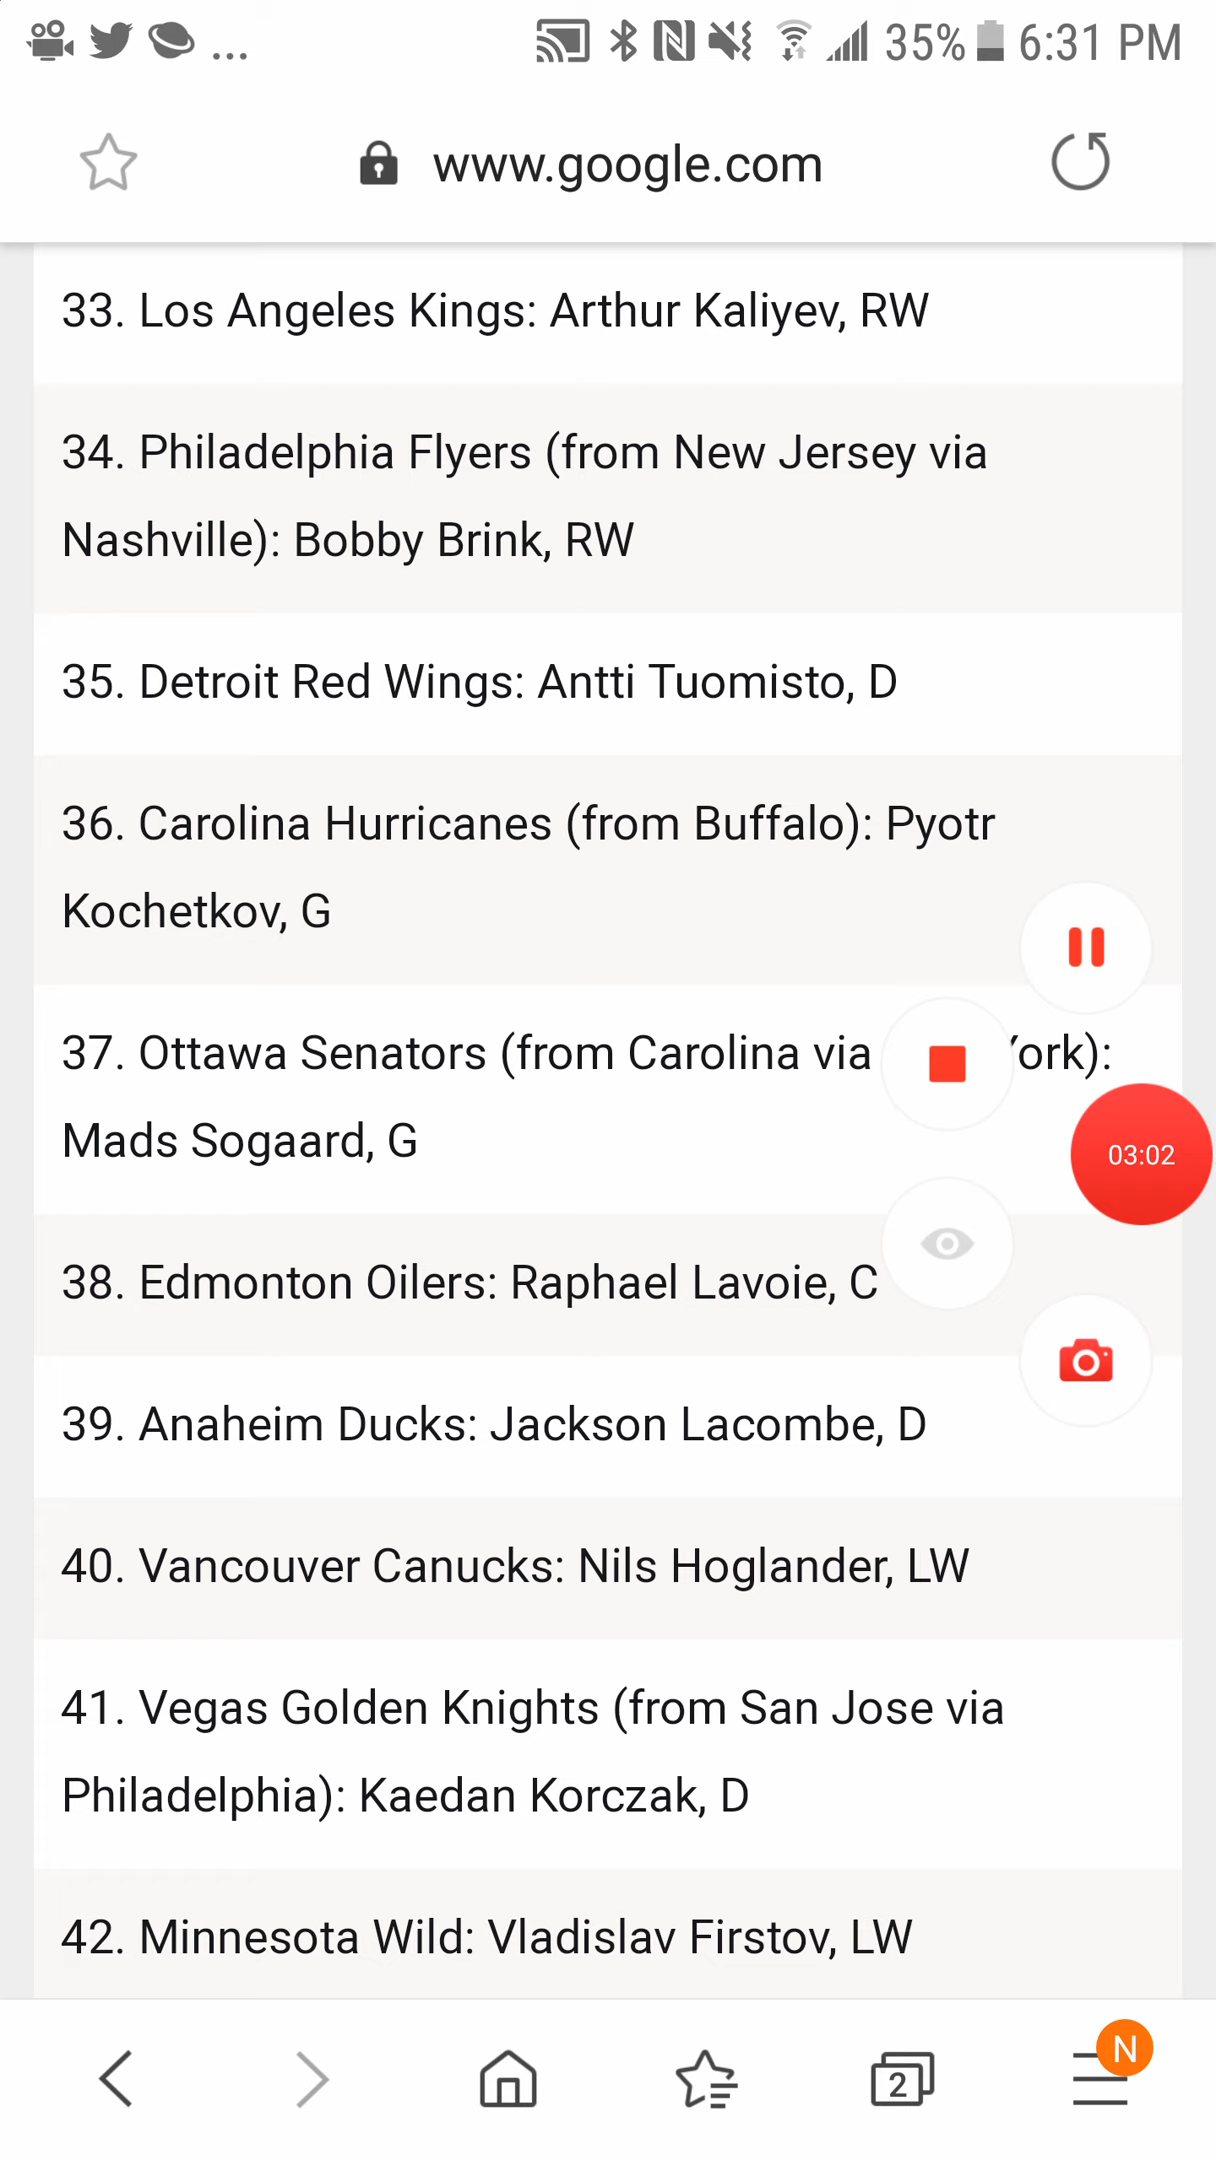 ... 35% 6:31 PM
www.google.com
33. Los Angeles Kings: Arthur Kaliyev, RW
34. Philadelphia Flyers (from New Jersey via
Nashville): Bobby Brink, RW
35. Detroit Red Wings: Antti Tuomisto, D
36. Carolina Hurricanes (from Buffalo): Pyotr
Kochetkov, G
37. Ottawa Senators (from Carolina via ork):
Mads Sogaard, G
03:02
38. Edmonton Oilers: Raphael Lavoie, C
39. Anaheim Ducks: Jackson Lacombe, D
40. Vancouver Canucks: Nils Hoglander, LW
41. Vegas Golden Knights (from San Jose via
Philadelphia): Kaedan Korczak, D
42. Minnesota Wild: Vladislav Firstov, LW
2
N